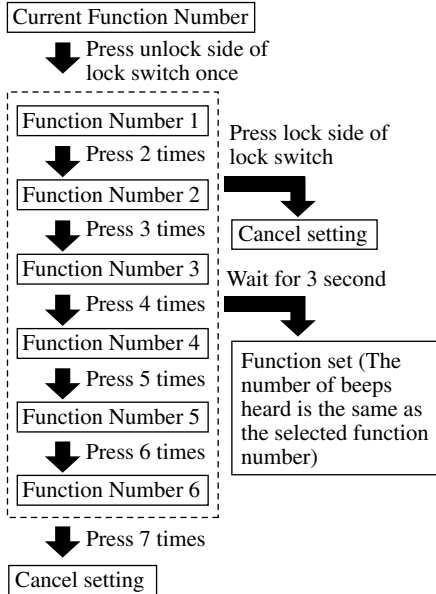 Current Function Number
Press unlock side of
lock switch once
Function Number 1
Press 2 times
Function Number 2
Press 3 times
Function Number 3
Press 4 times
Function Number 4
Press 5 times
Function Number 5
Press 6 times
Function Number 6
Press 7 times
Cancel setting
Press lock side of
lock switch
Cancel setting
Wait for 3 second
Function set (The
number of beeps
heard is the same as
the selected function
number)